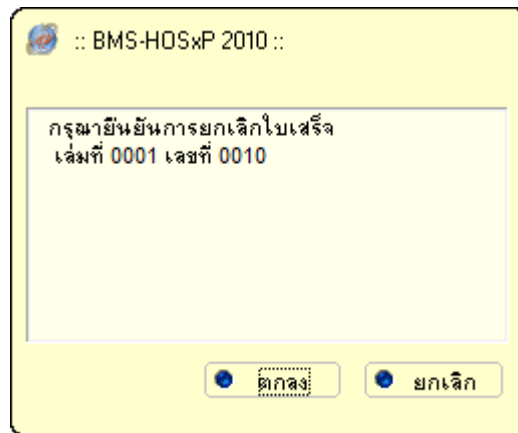 :: BMS-HOSxP 2010 ::
กรุณายืนยันการยกเลิกใบเสร็จ
เล่มที่ 0001 เลขที่ 0010
ตกลง
ยกเลิก